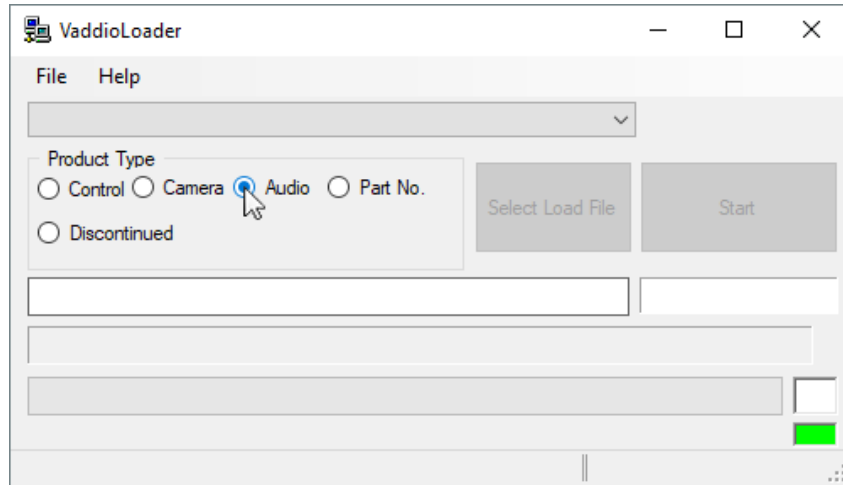 VaddioLoader
File Help
Product Type
Control Camera Audio Part No.
Discontinued
Select Load File
Start